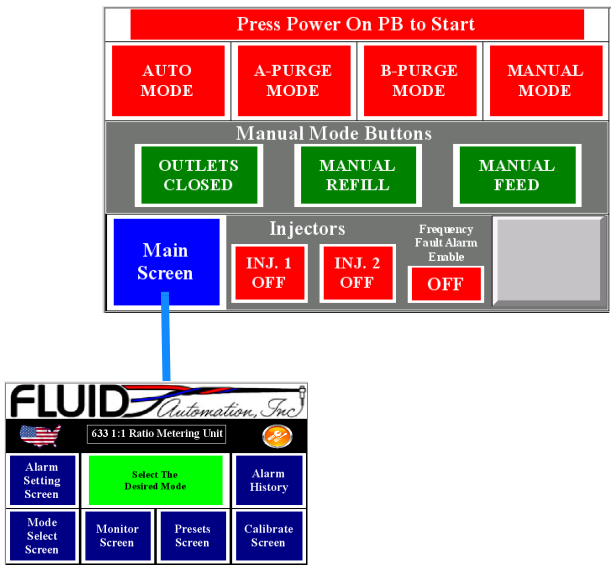 Press Power On PB to Start
AUTO
MODE
A-PURGE
MODE
B-PURGE
MODE
MANUAL
MODE
Manual Mode Buttons
OUTLETS
CLOSED
MANUAL
REFILL
MANUAL
FEED
Main
Screen
Injectors
INJ. 1
OFF
INJ. 2
OFF
Frequency
Fault Alarm
Enable
OFF
FLUID
Automation, Inc
633 1:1 Ratio Metering Unit
Alarm
Setting
Screen
Select The
Desired Mode
Alarm
History
Mode
Select
Screen
Monitor
Screen
Presets
Screen
Calibrate
Screen